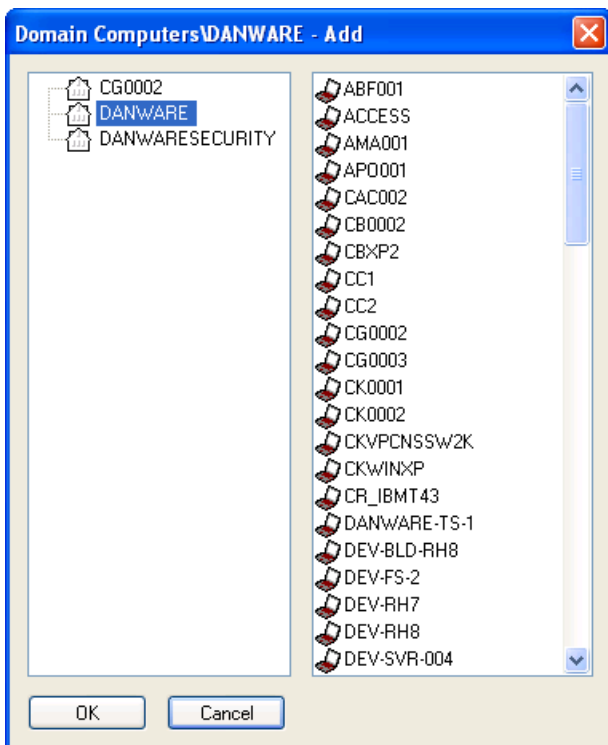 Domain Computers\DANWARE - Add
CG0002
DANWARE
DANWARESECURITY
ABF001
ACCESS
AMA001
APO001
CAC002
CB0002
CBXP2
CC1
CC2
CG0002
CG0003
CK0001
CK0002
CKVPCNSSW2K
CKWINXP
CR_IBMT43
DANWARE-TS-1
DEV-BLD-RH8
DEV-FS-2
DEV-RH7
DEV-RH8
DEV-SVR-004
OK
Cancel